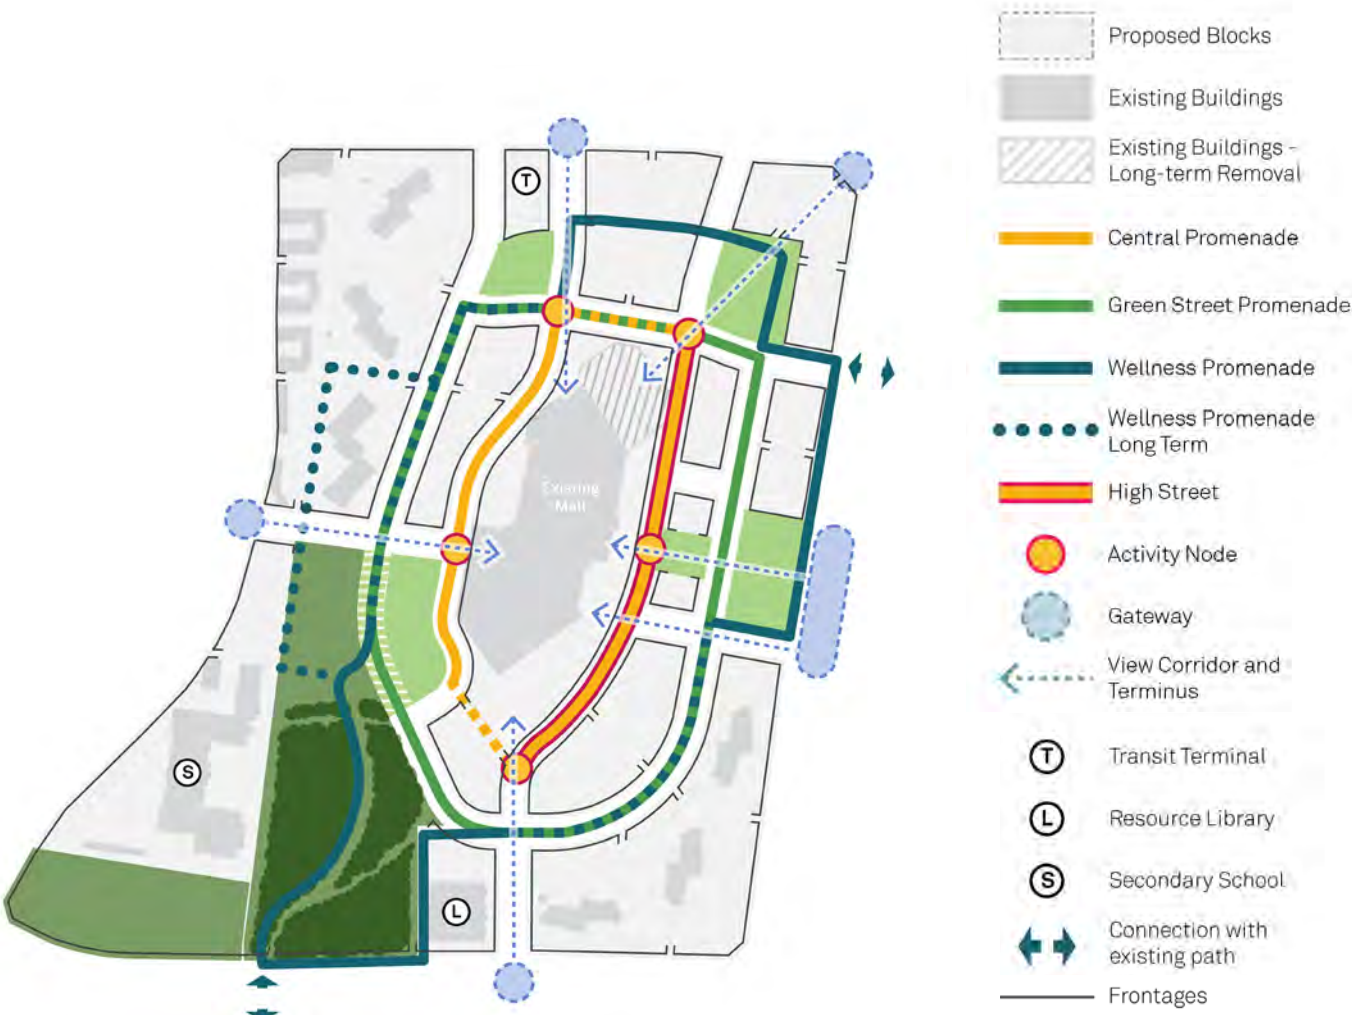 T
Existing
Mall
S
L
Proposed Blocks
Existing Buildings
Existing Buildings -
Long-term Removal
Central Promenade
Green Street Promenade
Wellness Promenade
Wellness Promenade
Long Term
High Street
Activity Node
Gateway
View Corridor and
Terminus
T Transit Terminal
L Resource Library
S Secondary School
Connection with
existing path
Frontages